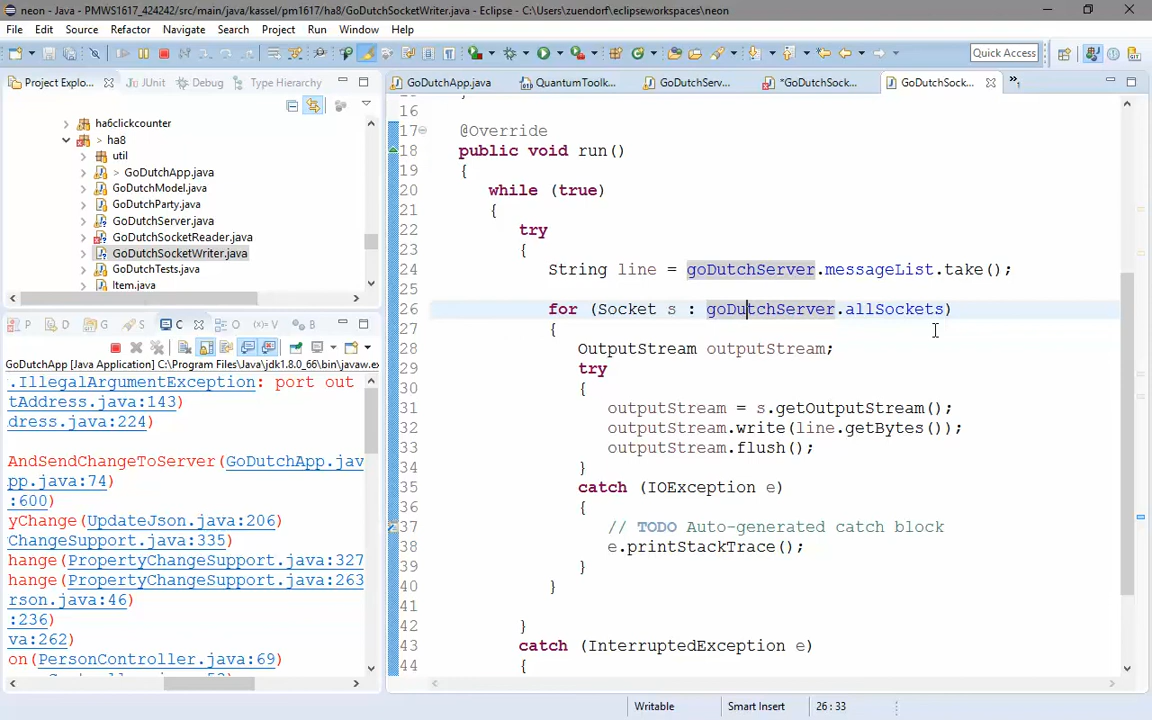 neon - Java - PMWS1617_424242/src/main/java/kassel/pm1617/ha8/GoDutchSocketWriter.java - Eclipse - C:\Users\zuendorf\eclipseworkspaces\neon
File Edit Source Refactor Navigate Search Project Run Window Help
Quick Access
Project Explo... JUnit Debug Type Hierarchy
GoDutchApp.java QuantumToolk... GoDutchServ... *GoDutchSock... GoDutchSock...
ha6clickcounter
> ha8
util
> GoDutchApp.java
GoDutchModel.java
GoDutchParty.java
GoDutchServer.java
GoDutchSocketReader.java
GoDutchSocketWriter.java
GoDutchTests.java
Item.java
P D G C O V B
GoDutchApp [Java Application] C:\Program Files\Java\jdk1.8.0_66\bin\javaw.ex
.IllegalArgumentException: port out
tAddress.java:143)
dress.java:224)
AndSendChangeToServer(GoDutchApp.jav
pp.java:74)
:600)
yChange(UpdateJson.java:206)
ChangeSupport.java:335)
hange(PropertyChangeSupport.java:327
hange(PropertyChangeSupport.java:263
rson.java:46)
:236)
va:262)
on(PersonController.java:69)
16
17 @Override
18 public void run()
19 {
20 while (true)
21 {
22 try
23 {
24 String line = goDutchServer.messageList.take();
25
26 for (Socket s : goDutchServer.allSockets)
27 {
28 OutputStream outputStream;
29 try
30 {
31 outputStream = s.getOutputStream();
32 outputStream.write(line.getBytes());
33 outputStream.flush();
34 }
35 catch (IOException e)
36 {
37 // TODO Auto-generated catch block
38 e.printStackTrace();
39 }
40 }
41
42 }
43 catch (InterruptedException e)
44 {
Writable Smart Insert 26 : 33